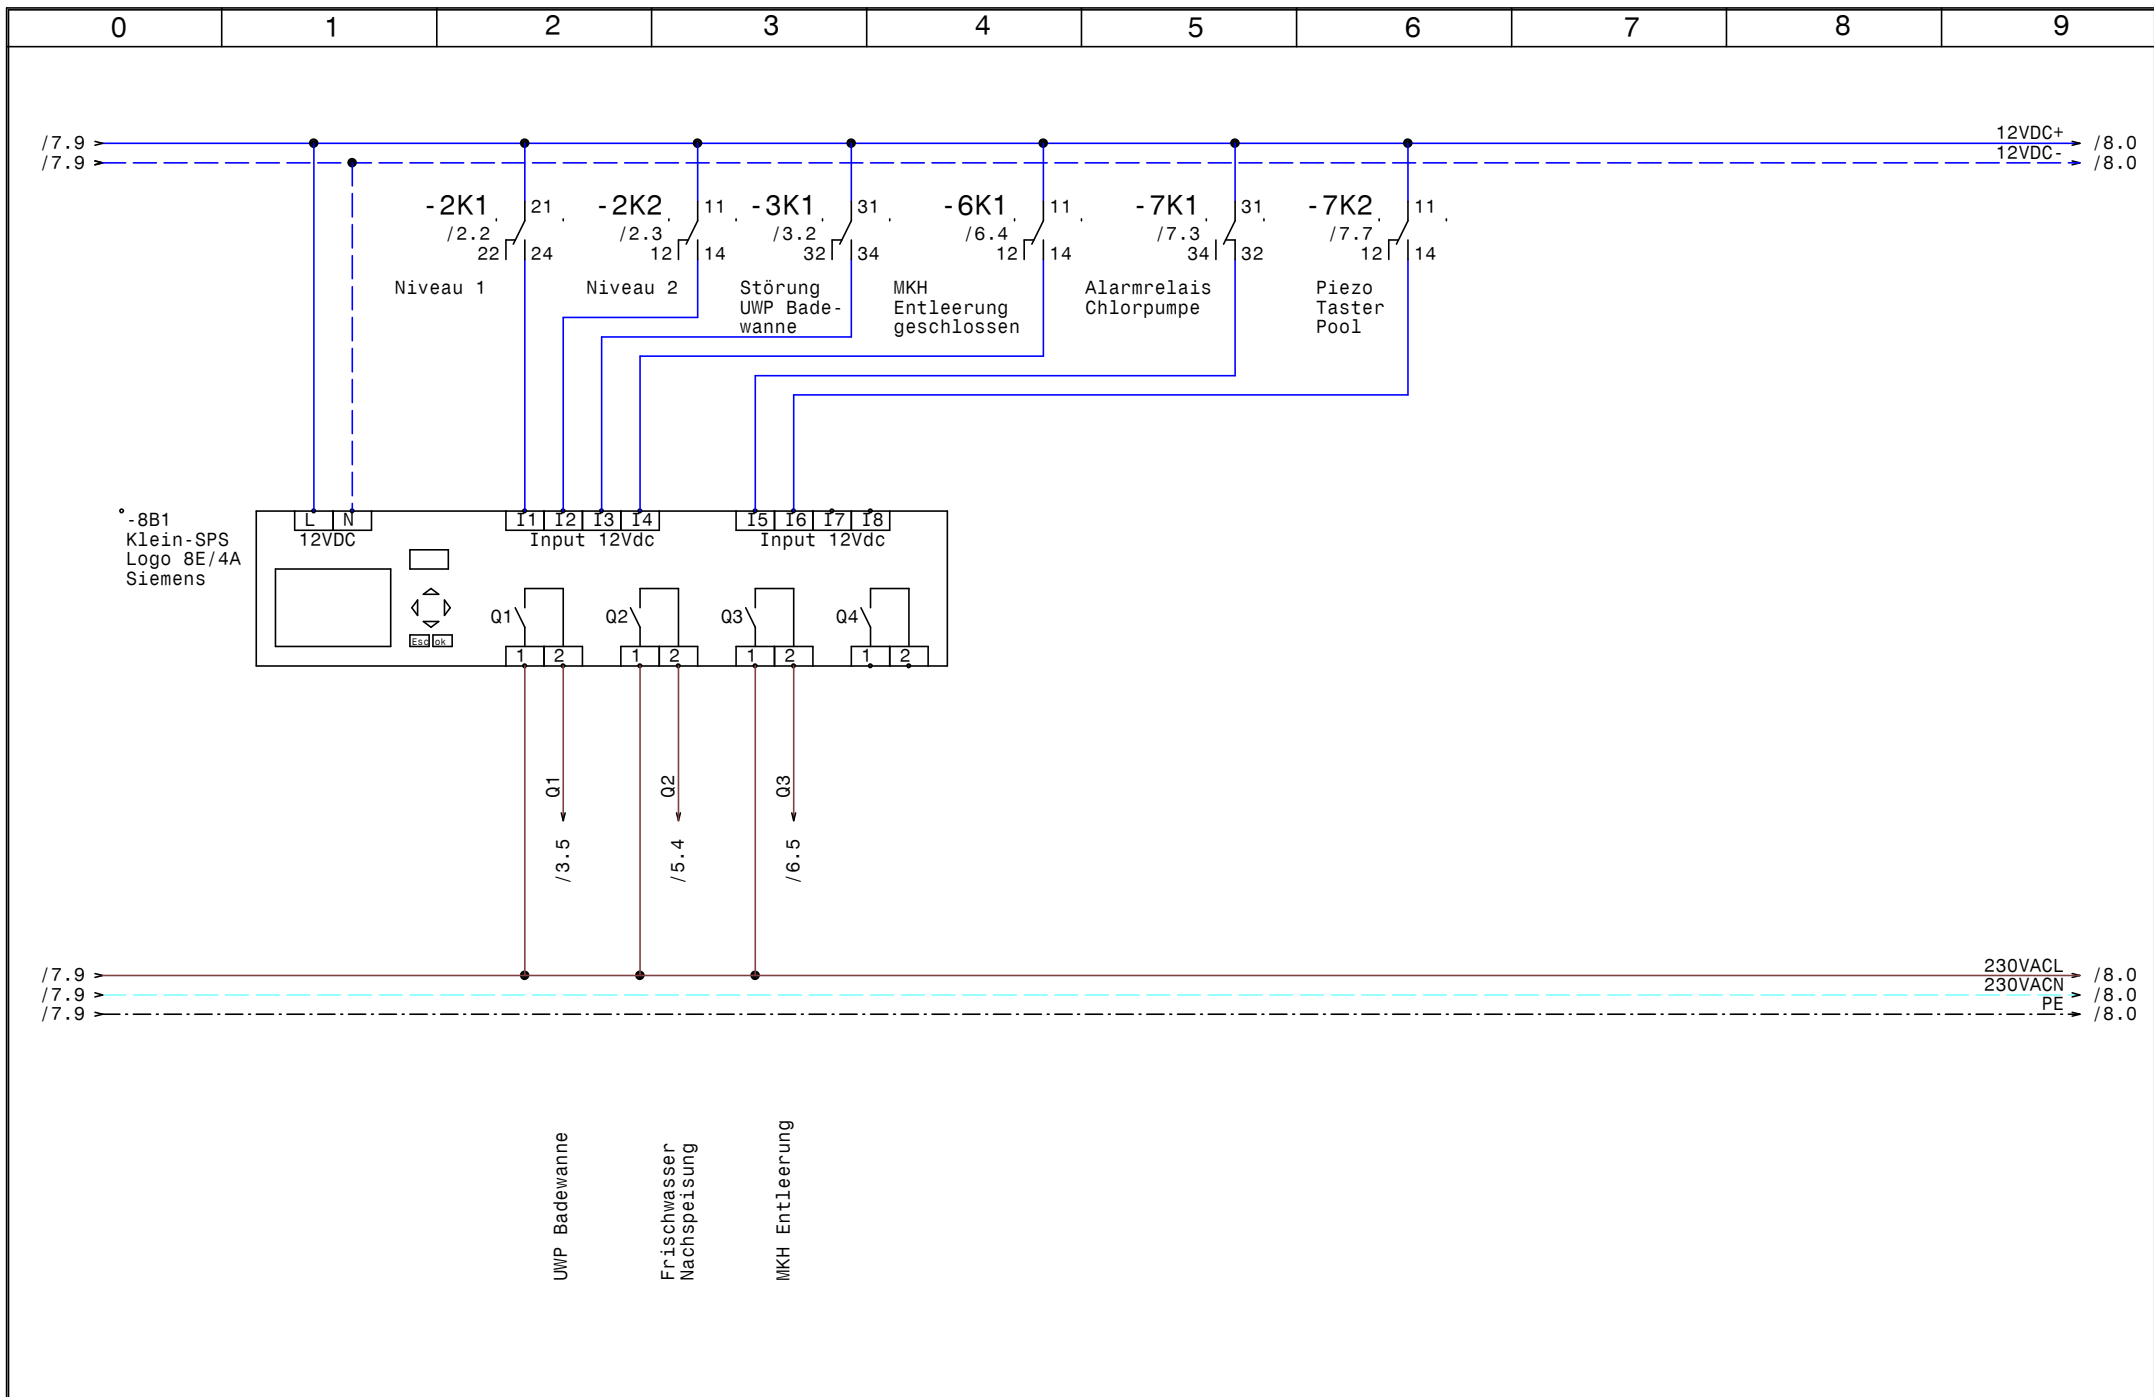 0 1 2 3 4 5 6 7 8 9
/7.9 12VDC+ /8.0
/7.9 12VDC- /8.0
-2K1 21
/2.2
22 24
Niveau 1
-2K2 11
/2.3
12 14
Niveau 2
-3K1 31
/3.2
32 34
Störung
UWP Bade-
wanne
-6K1 11
/6.4
12 14
MKH
Entleerung
geschlossen
-7K1 31
/7.3
34 32
Alarmrelais
Chlorpumpe
-7K2 11
/7.7
12 14
Piezo
Taster
Pool
-8B1
Klein-SPS
Logo 8E/4A
Siemens
L N
12VDC
I1 I2 I3 I4
Input 12Vdc
I5 I6 I7 I8
Input 12Vdc
Esc ok
Q1 Q2 Q3 Q4
1 2 1 2 1 2 1 2
Q1 Q2 Q3
/3.5 /5.4 /6.5
/7.9 230VACL /8.0
/7.9 230VACN /8.0
/7.9 PE /8.0
UWP Badewanne
Frischwasser
Nachspeisung
MKH Entleerung